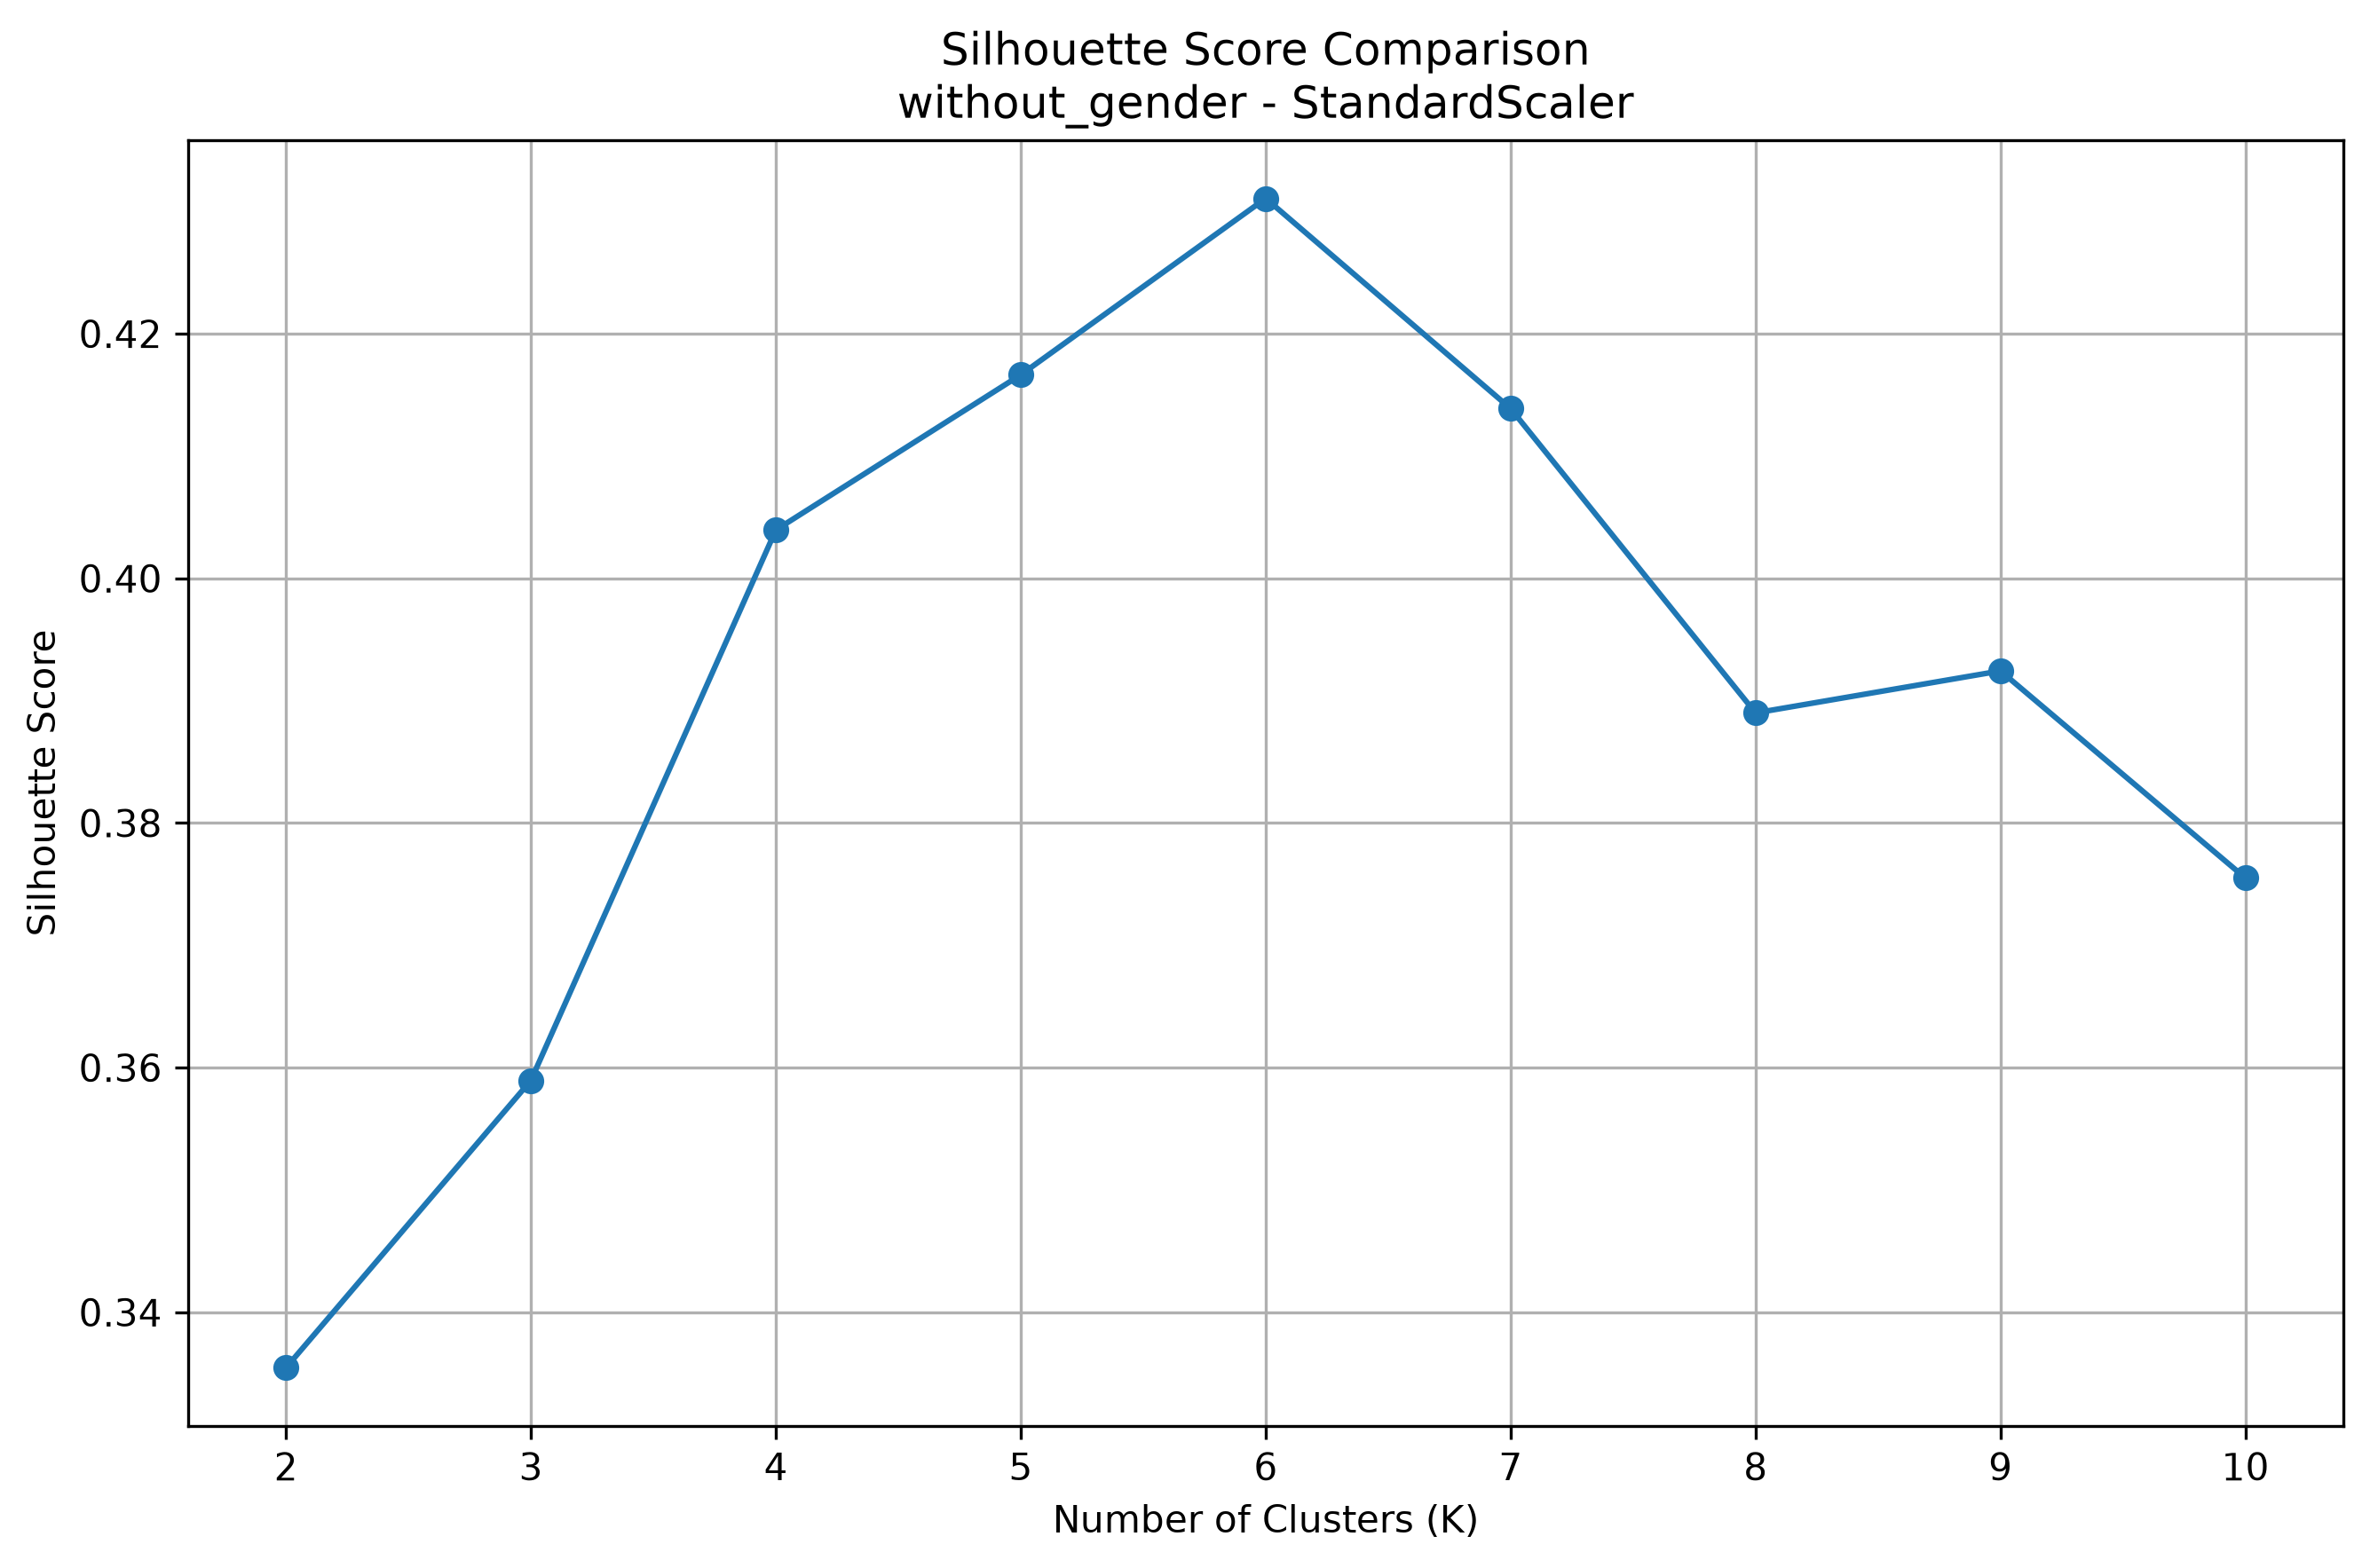 Silhouette Score Comparison
without_gender - StandardScaler
Silhouette Score
0.42
0.40
0.38
0.36
0.34
2 3 4 5 6 7 8 9 10
Number of Clusters (K)